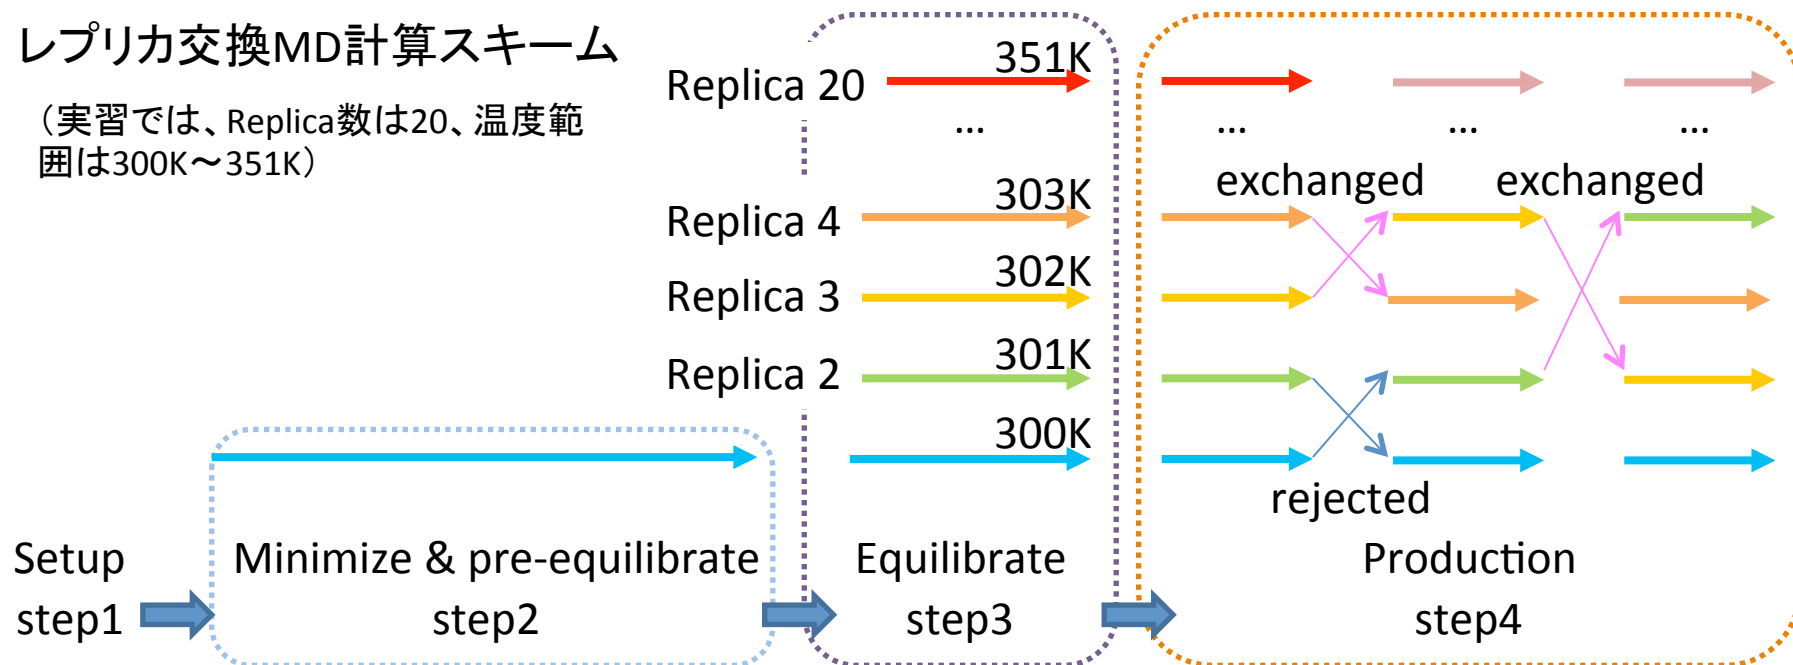 レプリカ交換MD計算スキーム
（実習では、Replica数は20、温度範
囲は300K～351K）
Replica 20
351K
...
...
...
...
exchanged
exchanged
Replica 4
303K
Replica 3
302K
Replica 2
301K
300K
rejected
Setup
step1
Minimize & pre-equilibrate
step2
Equilibrate
step3
Production
step4